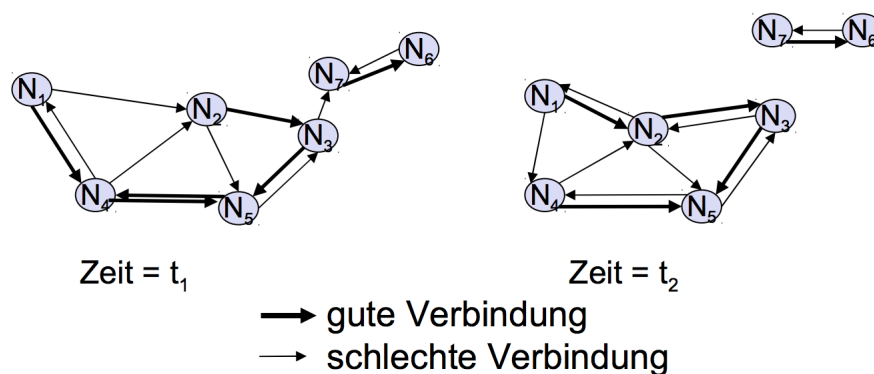 N₁
N₂
N₃
N₄
N₅
N₆
N₇
Zeit = t₁
N₁
N₂
N₃
N₄
N₅
N₇
N₆
Zeit = t₂
gute Verbindung
schlechte Verbindung